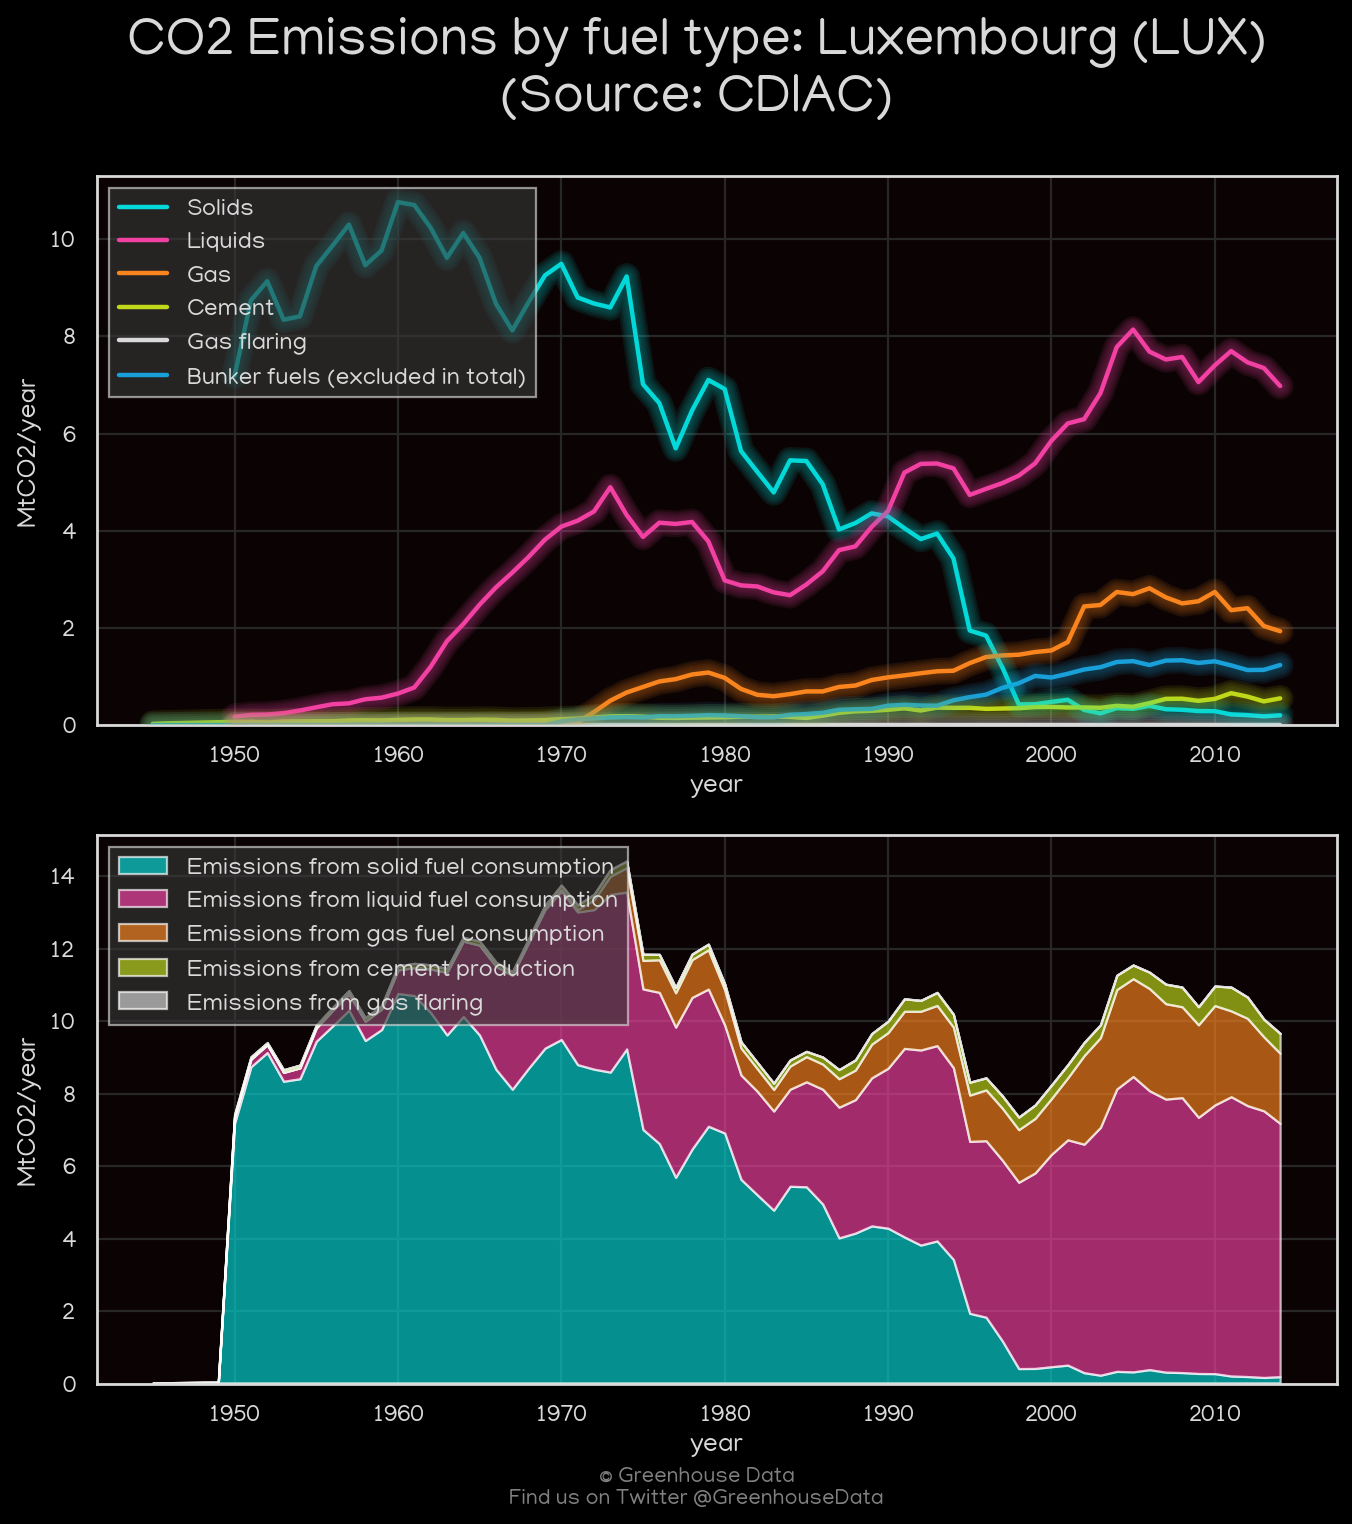 CO2 Emissions by fuel type: Luxembourg (LUX)
(Source: CDIAC)
Solids
Liquids
Gas
Cement
Gas flaring
Bunker fuels (excluded in total)
MtCO2/year
10
8
6
4
2
0
1950 1960 1970 1980 1990 2000 2010
year
Emissions from solid fuel consumption
Emissions from liquid fuel consumption
Emissions from gas fuel consumption
Emissions from cement production
Emissions from gas flaring
MtCO2/year
14
12
10
8
6
4
2
0
1950 1960 1970 1980 1990 2000 2010
year
© Greenhouse Data
Find us on Twitter @GreenhouseData